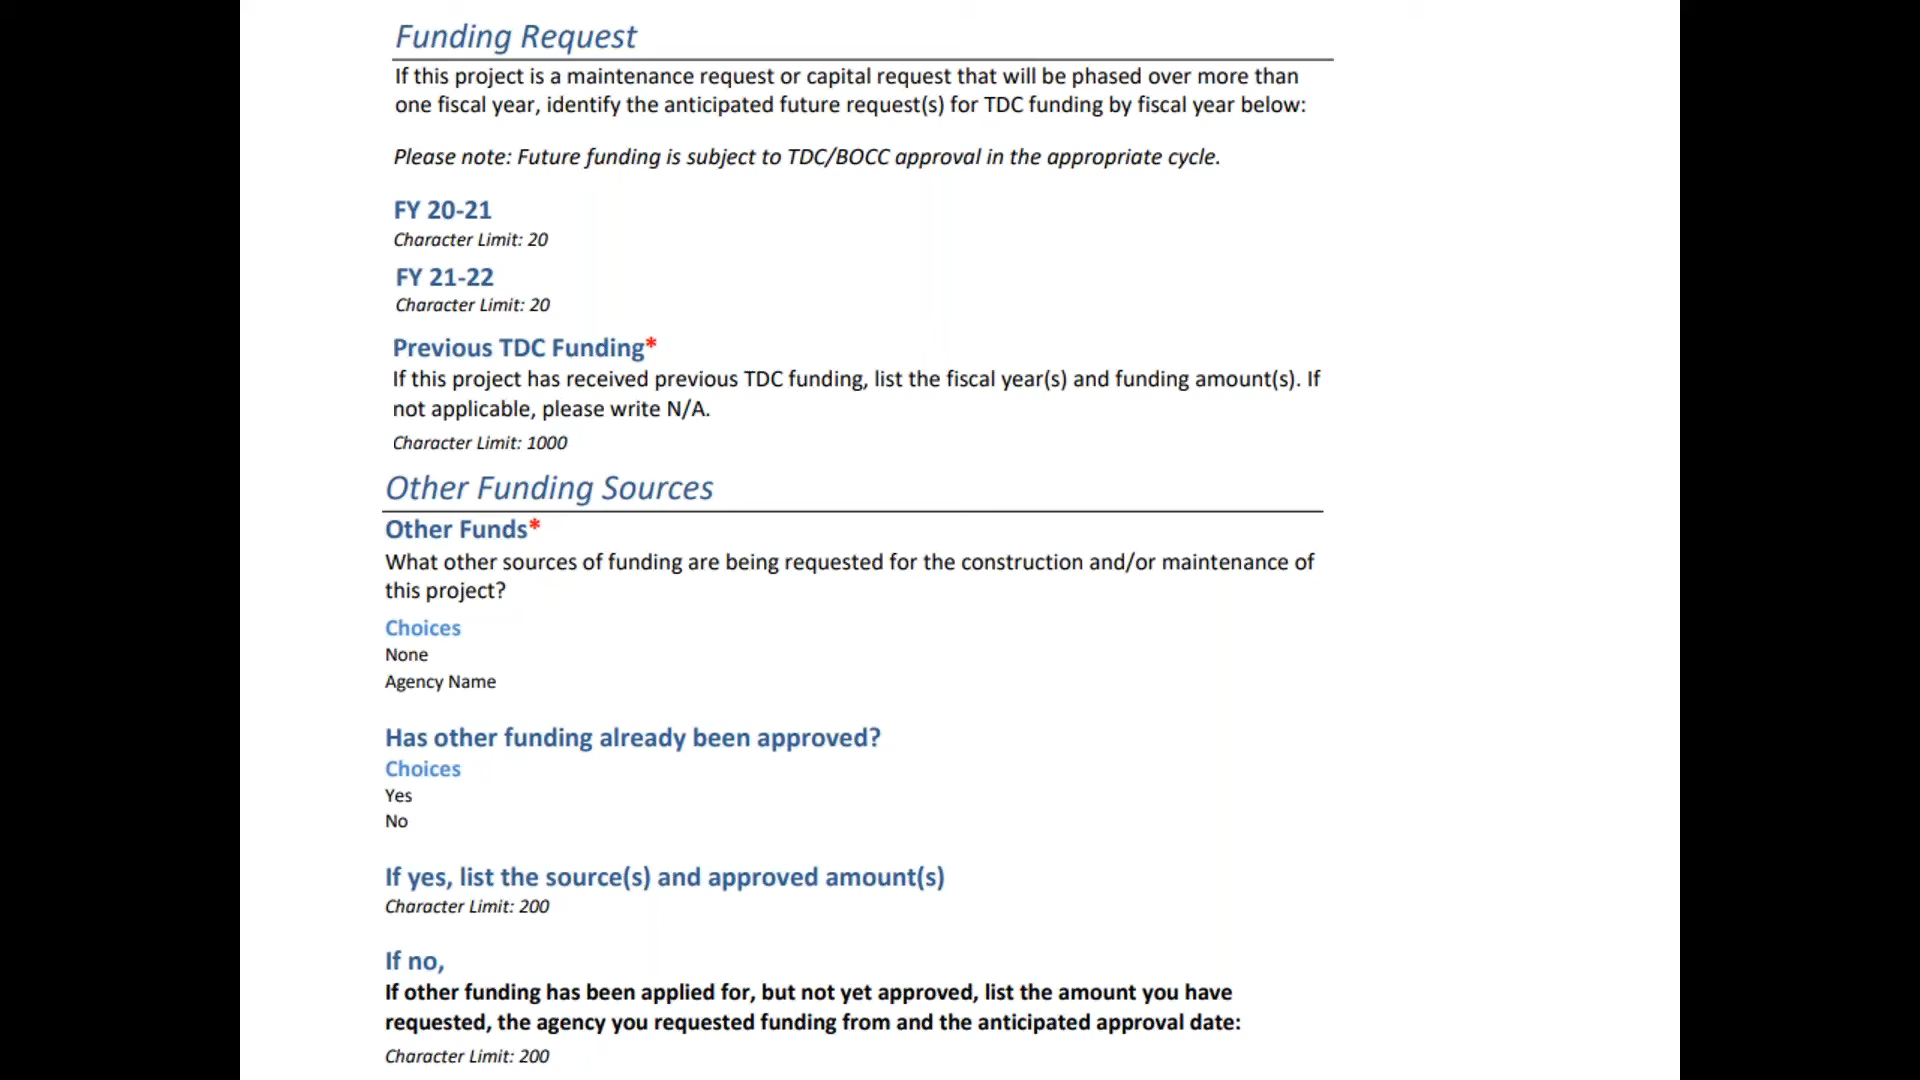 Funding Request
If this project is a maintenance request or capital request that will be phased over more than
one fiscal year, identify the anticipated future request(s) for TDC funding by fiscal year below:
Please note: Future funding is subject to TDC/BOCC approval in the appropriate cycle.
FY 20-21
Character Limit: 20
FY 21-22
Character Limit: 20
Previous TDC Funding*
If this project has received previous TDC funding, list the fiscal year(s) and funding amount(s). If
not applicable, please write N/A.
Character Limit: 1000
Other Funding Sources
Other Funds*
What other sources of funding are being requested for the construction and/or maintenance of
this project?
Choices
None
Agency Name
Has other funding already been approved?
Choices
Yes
No
If yes, list the source(s) and approved amount(s)
Character Limit: 200
If no,
If other funding has been applied for, but not yet approved, list the amount you have
requested, the agency you requested funding from and the anticipated approval date:
Character Limit: 200